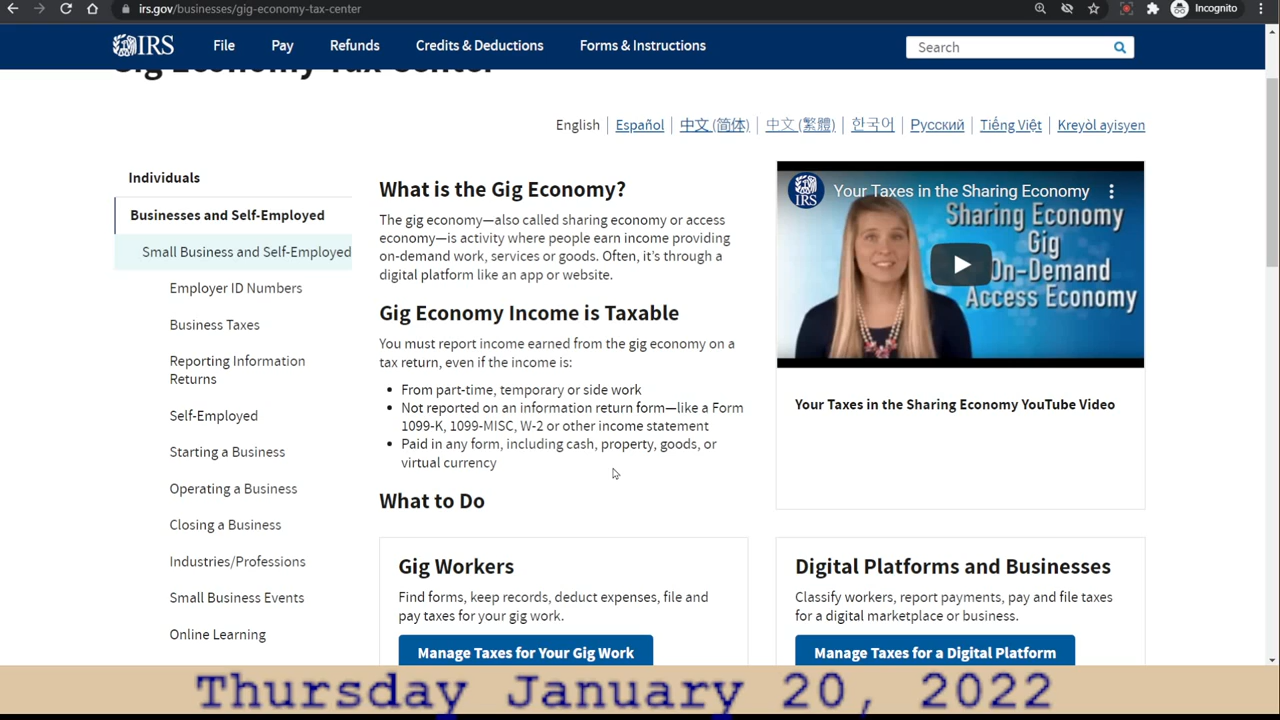 irs.gov/businesses/gig-economy-tax-center
Incognito
IRS
File
Pay
Refunds
Credits & Deductions
Forms & Instructions
Search
Gig Economy Tax Center
English
Español
中文 (简体)
中文 (繁體)
한국어
Русский
Tiếng Việt
Kreyòl ayisyen
Individuals
Businesses and Self-Employed
Small Business and Self-Employed
Employer ID Numbers
Business Taxes
Reporting Information
Returns
Self-Employed
Starting a Business
Operating a Business
Closing a Business
Industries/Professions
Small Business Events
Online Learning
What is the Gig Economy?
The gig economy—also called sharing economy or access
economy—is activity where people earn income providing
on-demand work, services or goods. Often, it's through a
digital platform like an app or website.
Gig Economy Income is Taxable
You must report income earned from the gig economy on a
tax return, even if the income is:
• From part-time, temporary or side work
• Not reported on an information return form—like a Form
1099-K, 1099-MISC, W-2 or other income statement
• Paid in any form, including cash, property, goods, or
virtual currency
What to Do
Gig Workers
Find forms, keep records, deduct expenses, file and
pay taxes for your gig work.
Manage Taxes for Your Gig Work
IRS
Your Taxes in the Sharing Economy
Sharing Economy
Gig
On-Demand
Access Economy
Your Taxes in the Sharing Economy YouTube Video
Digital Platforms and Businesses
Classify workers, report payments, pay and file taxes
for a digital marketplace or business.
Manage Taxes for a Digital Platform
Thursday January 20, 2022